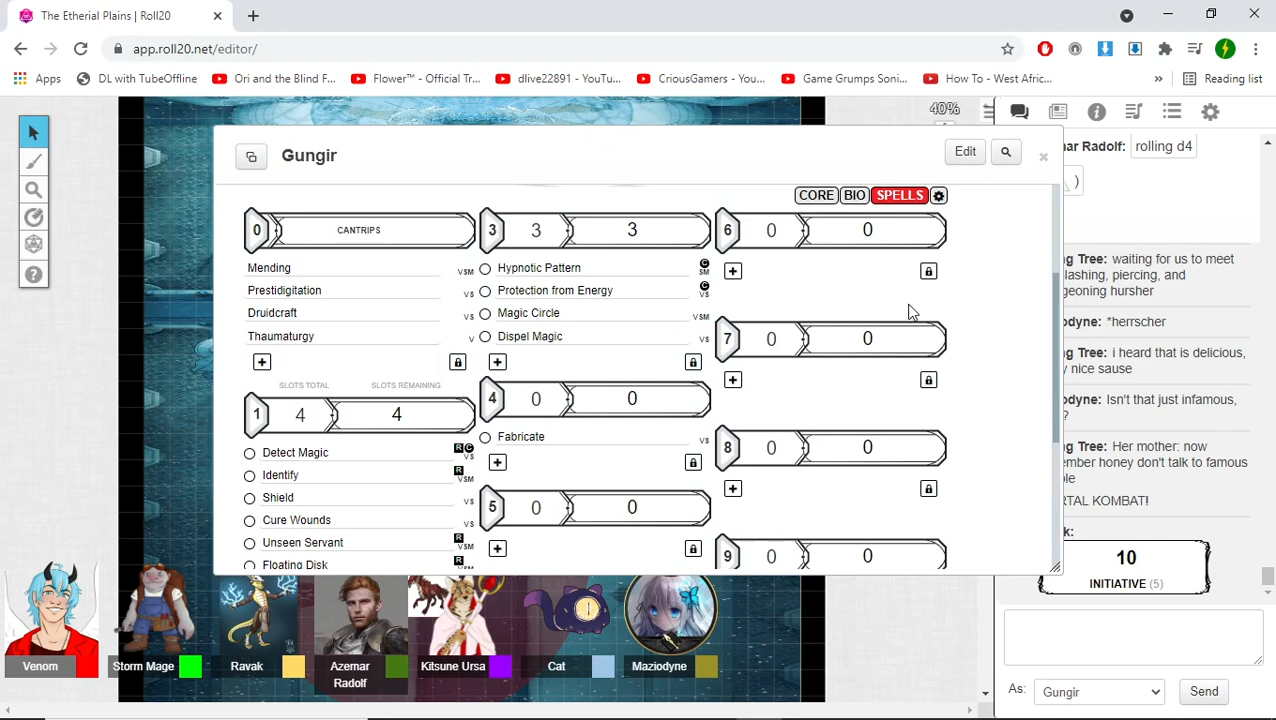 The Etherial Plains | Roll20
app.roll20.net/editor/
Apps
DL with TubeOffline
Ori and the Blind F...
Flower™ - Official Tr...
dlive22891 - YouTu...
CriousGamers - You...
Game Grumps Soni...
How To - West Afric...
»
Reading list
40%
Gungir
Edit
CORE BIO SPELLS
0 CANTRIPS
Mending V$M
Prestidigitation V$
Druidcraft V$
Thaumaturgy V
SLOTS TOTAL SLOTS REMAINING
1 4 4
Detect Magic R C V$
Identify R V$M
Shield V$
Cure Wounds V$
Unseen Servant R V$M
Floating Disk R V$M
3 3 3
Hypnotic Pattern C $M
Protection from Energy C V$
Magic Circle V$M
Dispel Magic V$
4 0 0
Fabricate V$
5 0 0
6 0 0
7 0 0
8 0 0
9 0 0
Venom
Storm Mage
Ravak
Azemar
Radolf
Kitsune Ursa
Cat
Maziodyne
nar Radolf: rolling d4
)
ng Tree: waiting for us to meet
lashing, piercing, and
geoning hursher
odyne: *herrscher
ng Tree: i heard that is delicious,
y nice sause
odyne: Isn't that just infamous,
?
ng Tree: Her mother: now
ember honey don't talk to famous
ple
RTAL KOMBAT!
k:
10
INITIATIVE (5)
As:
Gungir
Send